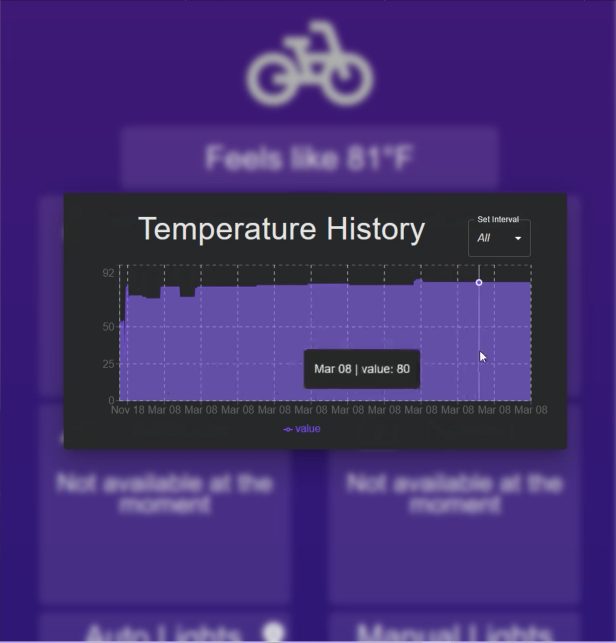 Feels like 81°F
Temperature History
Set Interval
All
92
50
25
0
Mar 08 | value: 80
Nov 18 Mar 08 Mar 08 Mar 08 Mar 08 Mar 08 Mar 08 Mar 08 Mar 08 Mar 08 Mar 08 Mar 08
value
Not available at the moment
Not available at the moment
Auto Lights
Manual Lights